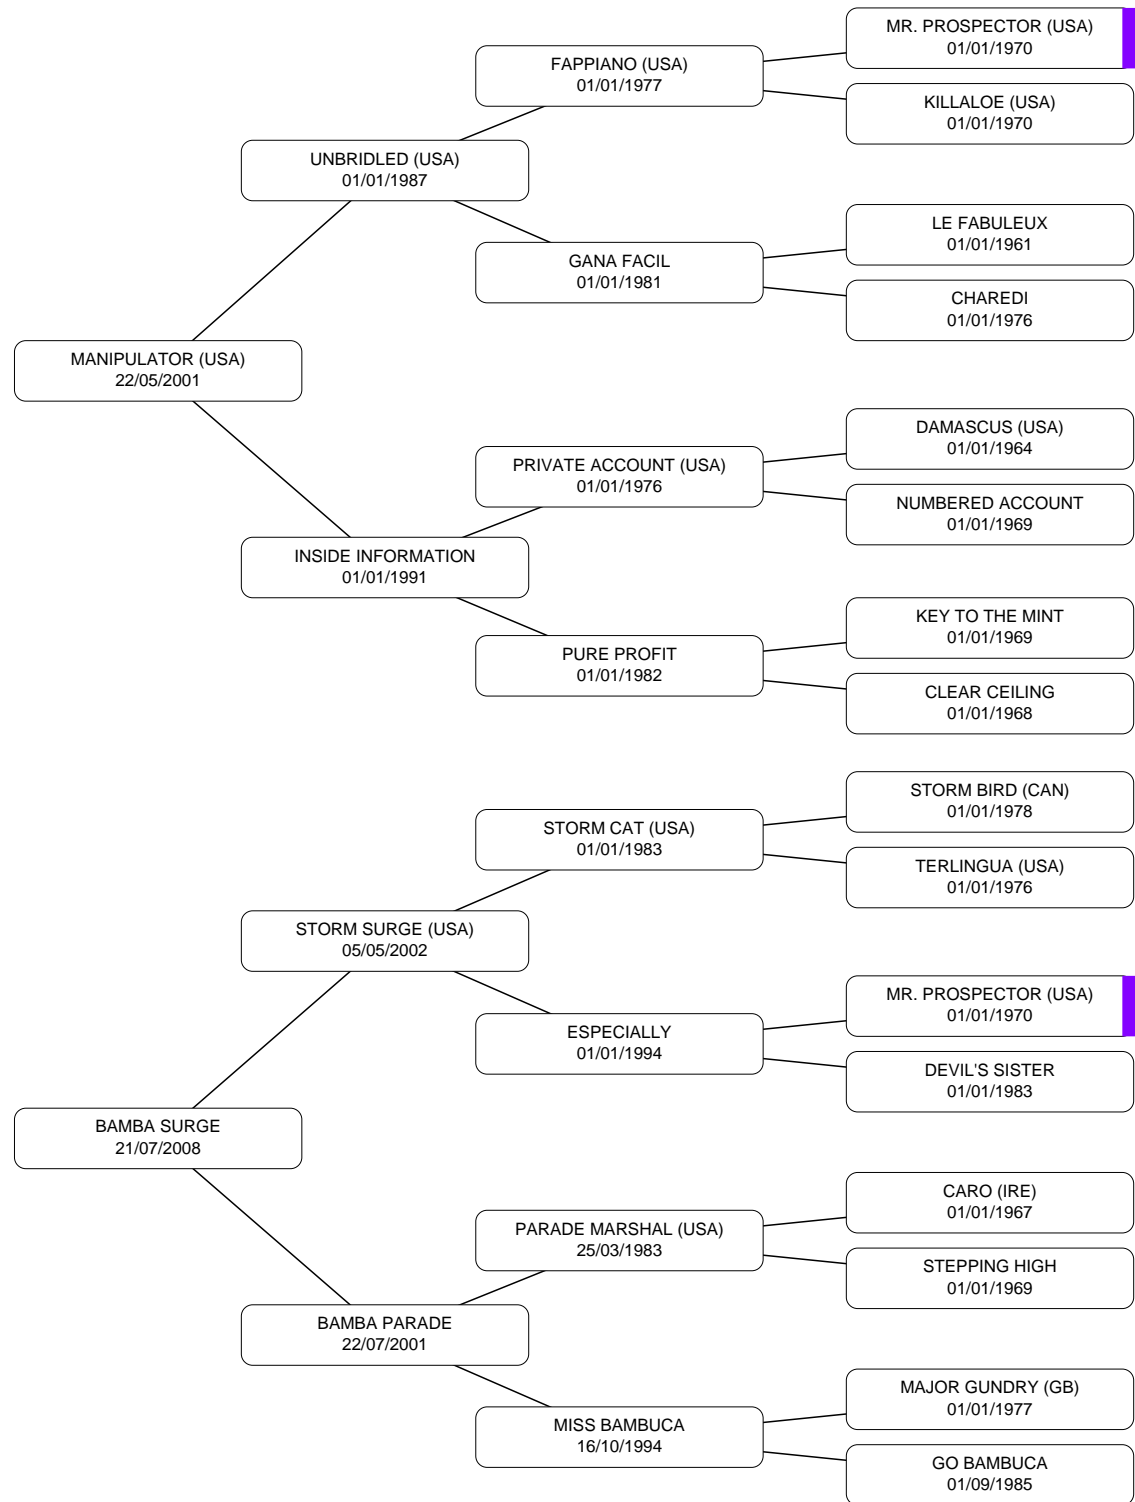 MR. PROSPECTOR (USA)
01/01/1970
FAPPIANO (USA)
01/01/1977
KILLALOE (USA)
01/01/1970
UNBRIDLED (USA)
01/01/1987
LE FABULEUX
01/01/1961
GANA FACIL
01/01/1981
CHAREDI
01/01/1976
MANIPULATOR (USA)
22/05/2001
DAMASCUS (USA)
01/01/1964
PRIVATE ACCOUNT (USA)
01/01/1976
NUMBERED ACCOUNT
01/01/1969
INSIDE INFORMATION
01/01/1991
KEY TO THE MINT
01/01/1969
PURE PROFIT
01/01/1982
CLEAR CEILING
01/01/1968
STORM BIRD (CAN)
01/01/1978
STORM CAT (USA)
01/01/1983
TERLINGUA (USA)
01/01/1976
STORM SURGE (USA)
05/05/2002
MR. PROSPECTOR (USA)
01/01/1970
ESPECIALLY
01/01/1994
DEVIL'S SISTER
01/01/1983
BAMBA SURGE
21/07/2008
CARO (IRE)
01/01/1967
PARADE MARSHAL (USA)
25/03/1983
STEPPING HIGH
01/01/1969
BAMBA PARADE
22/07/2001
MAJOR GUNDRY (GB)
01/01/1977
MISS BAMBUCA
16/10/1994
GO BAMBUCA
01/09/1985